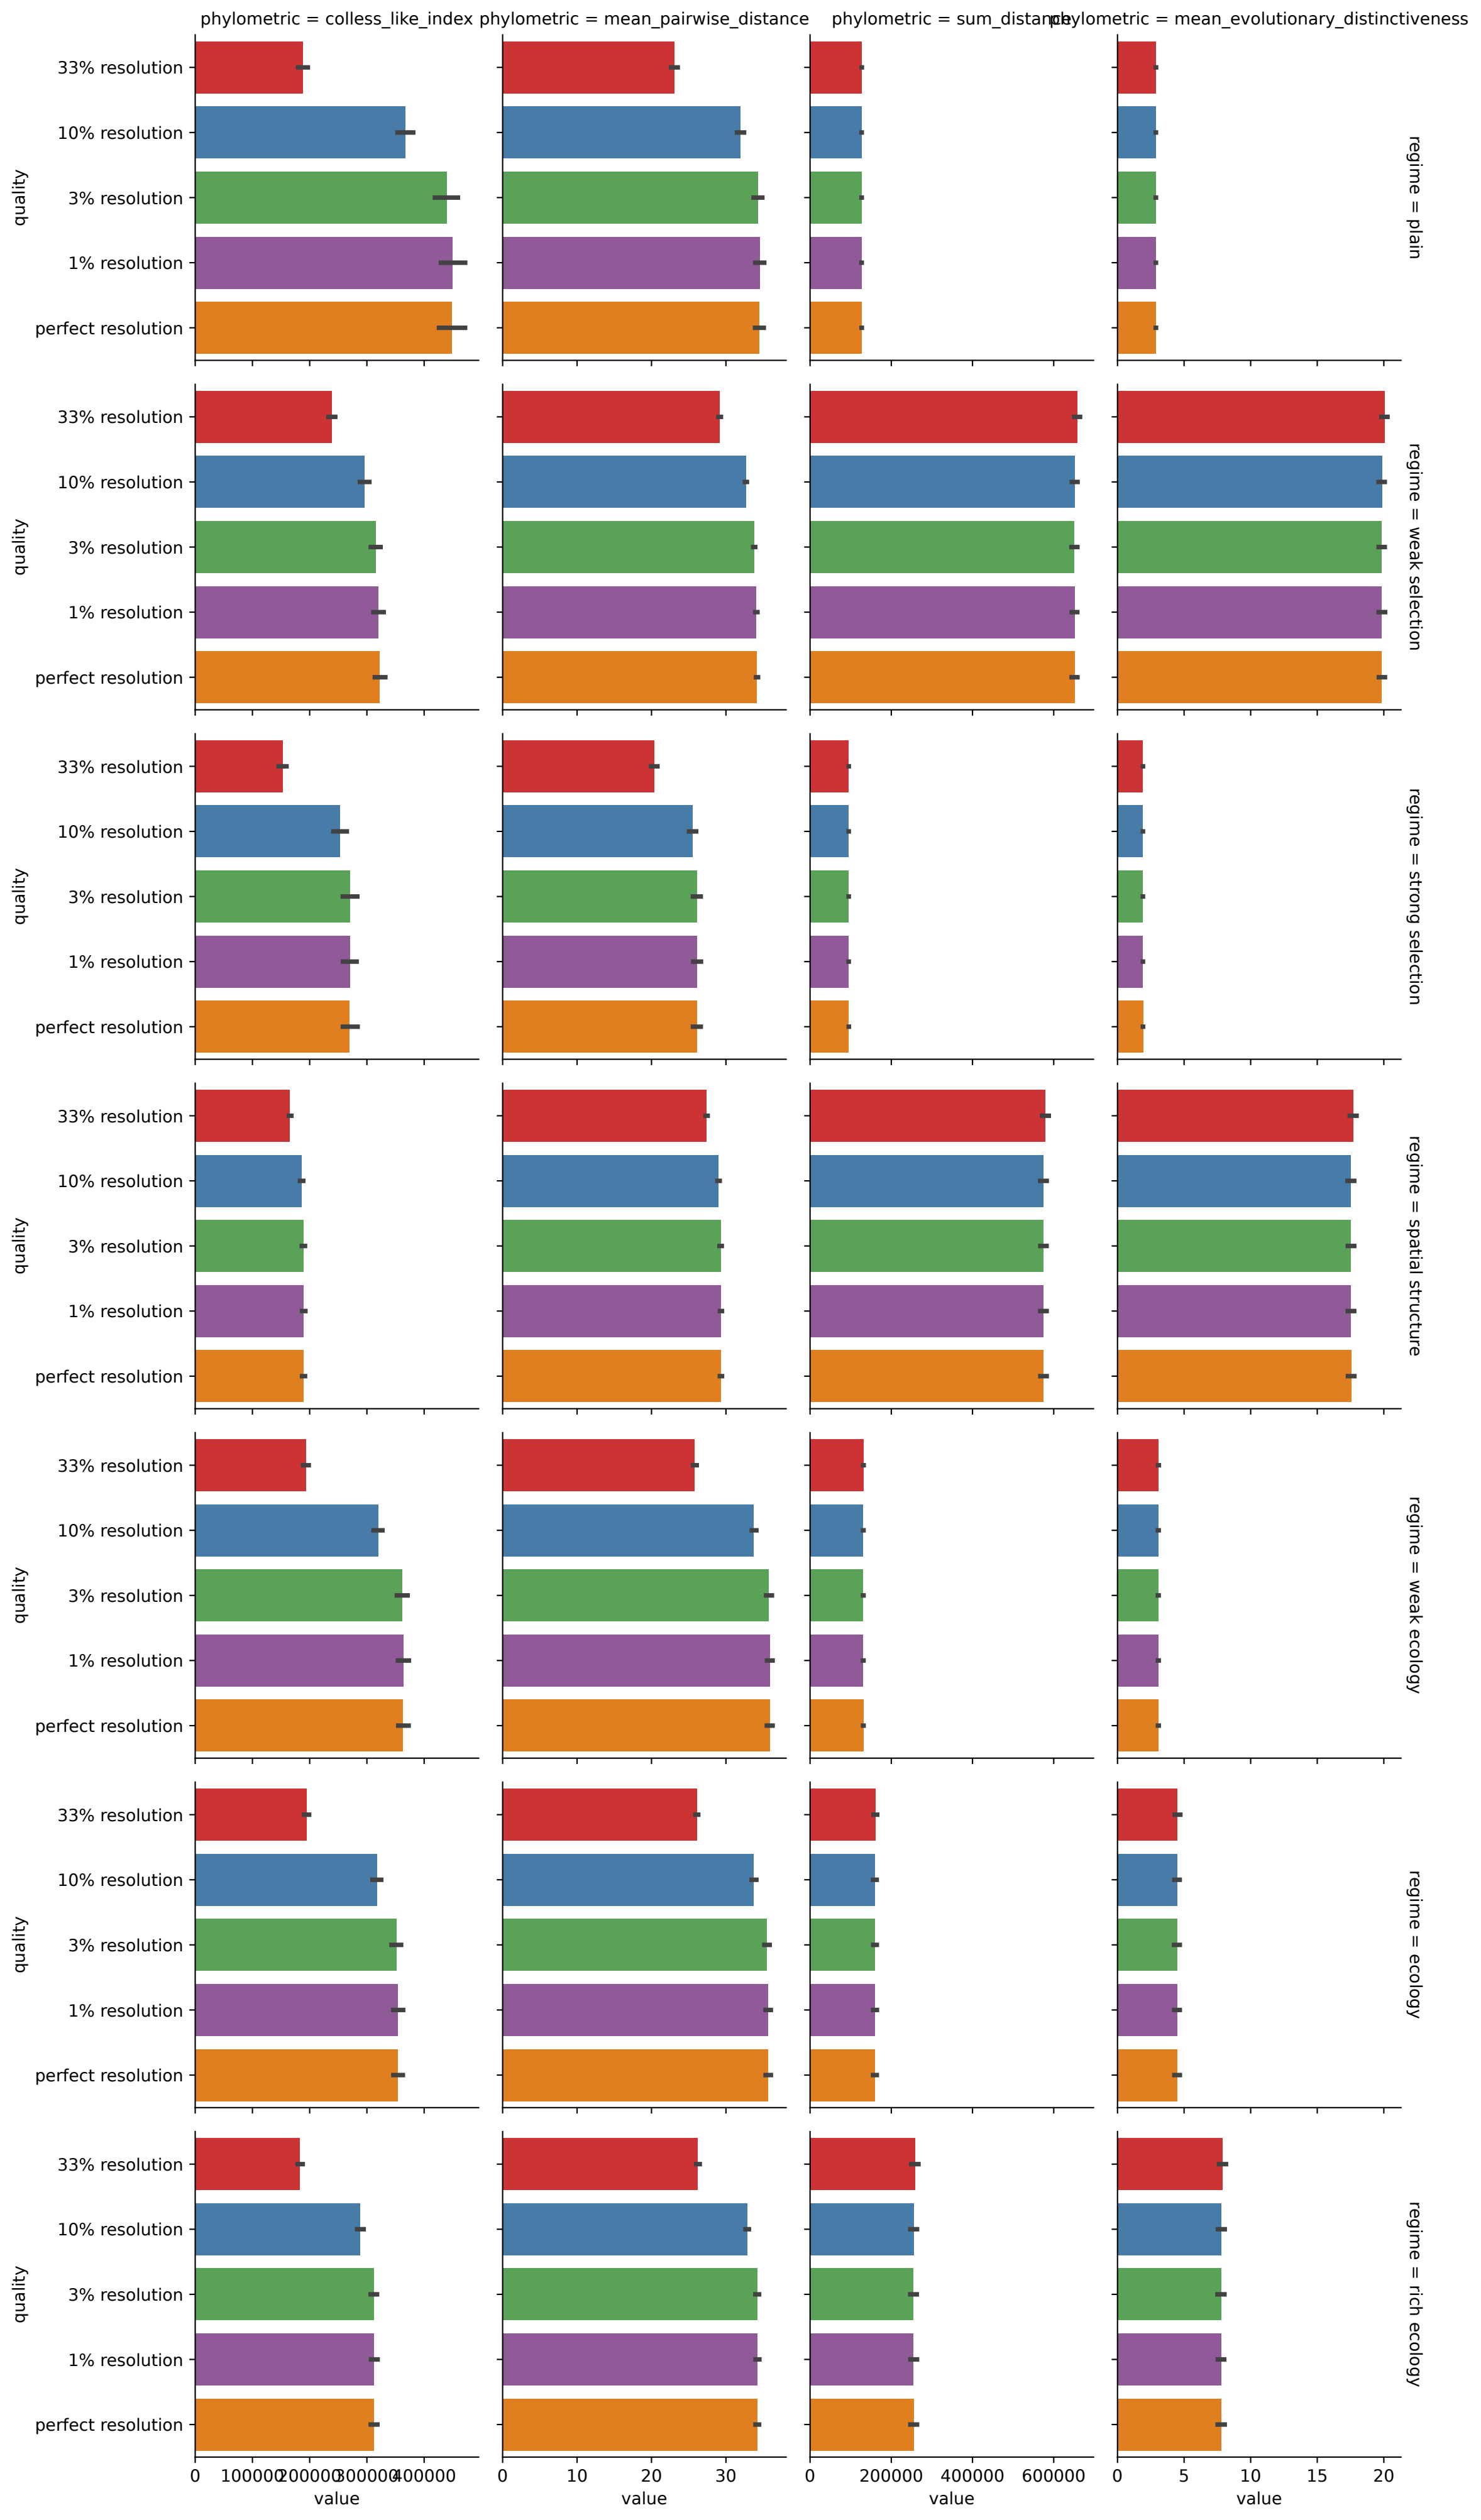 phylometric = colless_like_index
phylometric = mean_pairwise_distance
phylometric = sum_distance
phylometric = mean_evolutionary_distinctiveness
33% resolution
10% resolution
3% resolution
1% resolution
perfect resolution
quality
regime = plain
33% resolution
10% resolution
3% resolution
1% resolution
perfect resolution
quality
regime = weak selection
33% resolution
10% resolution
3% resolution
1% resolution
perfect resolution
quality
regime = strong selection
33% resolution
10% resolution
3% resolution
1% resolution
perfect resolution
quality
regime = spatial structure
33% resolution
10% resolution
3% resolution
1% resolution
perfect resolution
quality
regime = weak ecology
33% resolution
10% resolution
3% resolution
1% resolution
perfect resolution
quality
regime = ecology
33% resolution
10% resolution
3% resolution
1% resolution
perfect resolution
quality
regime = rich ecology
0 100000 200000 300000 400000
0 10 20 30
0 200000 400000 600000
0 5 10 15 20
value
value
value
value